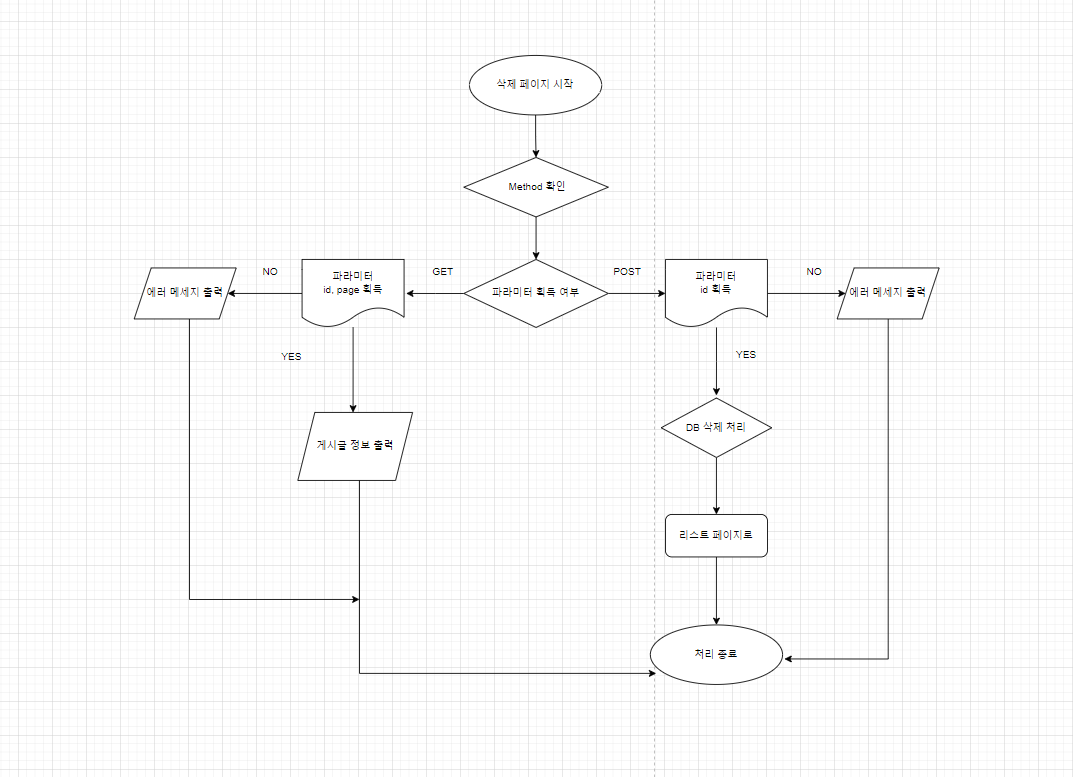 삭제 페이지 시작
Method 확인
NO
GET
POST
NO
에러 메세지 출력
파라미터
id, page 획득
파라미터 획득 여부
파라미터
id 획득
에러 메세지 출력
YES
YES
게시글 정보 출력
DB 삭제 처리
리스트 페이지로
처리 종료